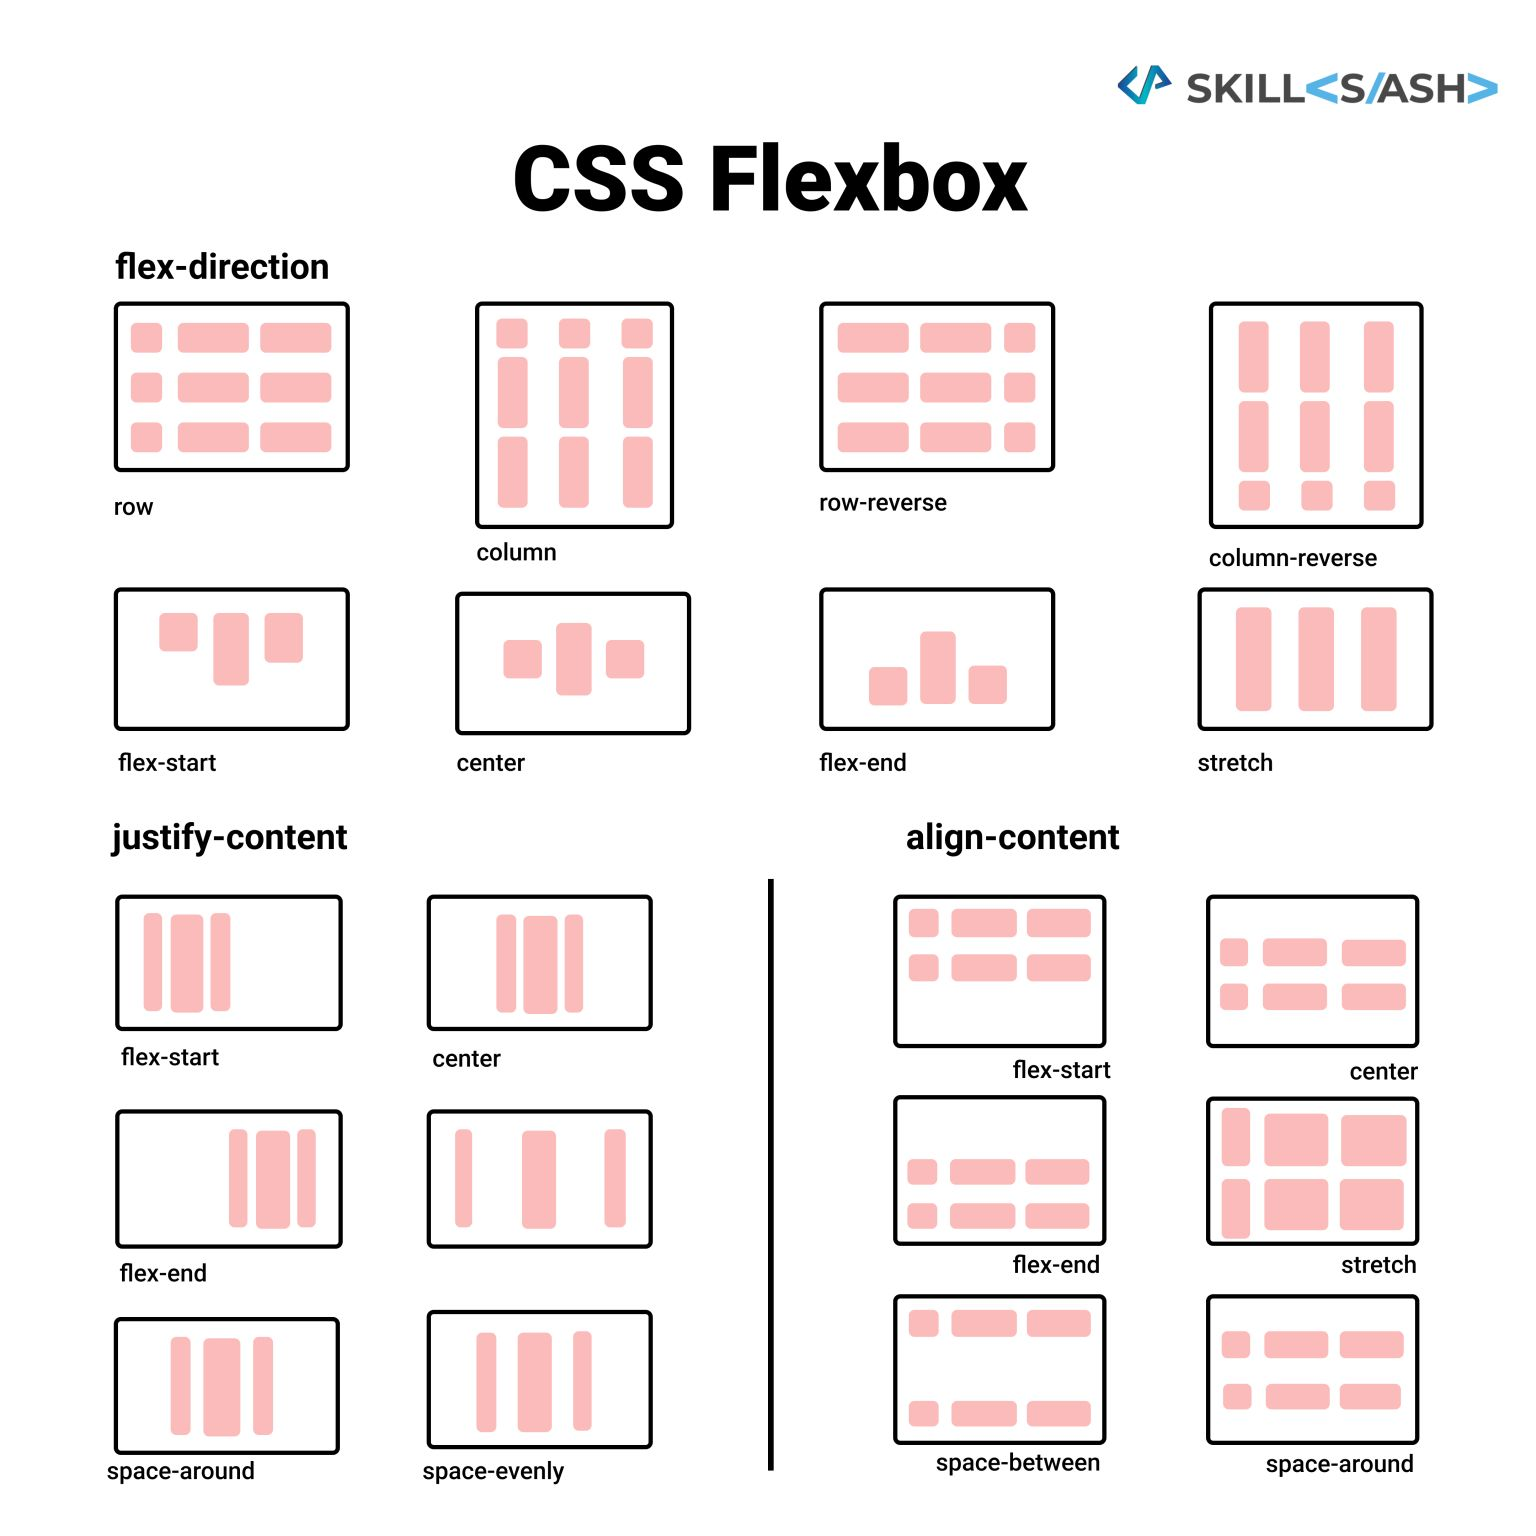 SKILL<S/ASH>
CSS Flexbox
flex-direction
row
column
row-reverse
column-reverse
flex-start
center
flex-end
stretch
justify-content
align-content
flex-start
center
flex-end
space-around
space-evenly
flex-start
center
flex-end
stretch
space-between
space-around